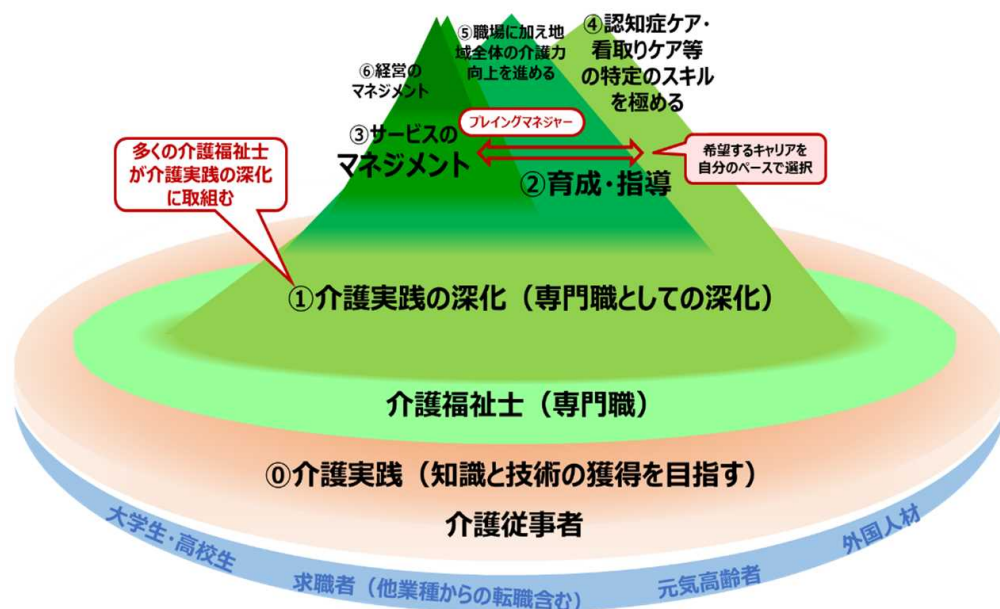 ⑤職場に加え地
域全体の介護力
向上を進める
④認知症ケア・
看取りケア等
の特定のスキル
を極める
⑥経営の
マネジメント
③サービスの
マネジメント
プレイングマネジャー
希望するキャリアを
自分のペースで選択
多くの介護福祉士
が介護実践の深化
に取組む
②育成・指導
①介護実践の深化（専門職としての深化）
介護福祉士（専門職）
⓪介護実践（知識と技術の獲得を目指す）
介護従事者
大学生・高校生
求職者（他業種からの転職含む）
元気高齢者
外国人材